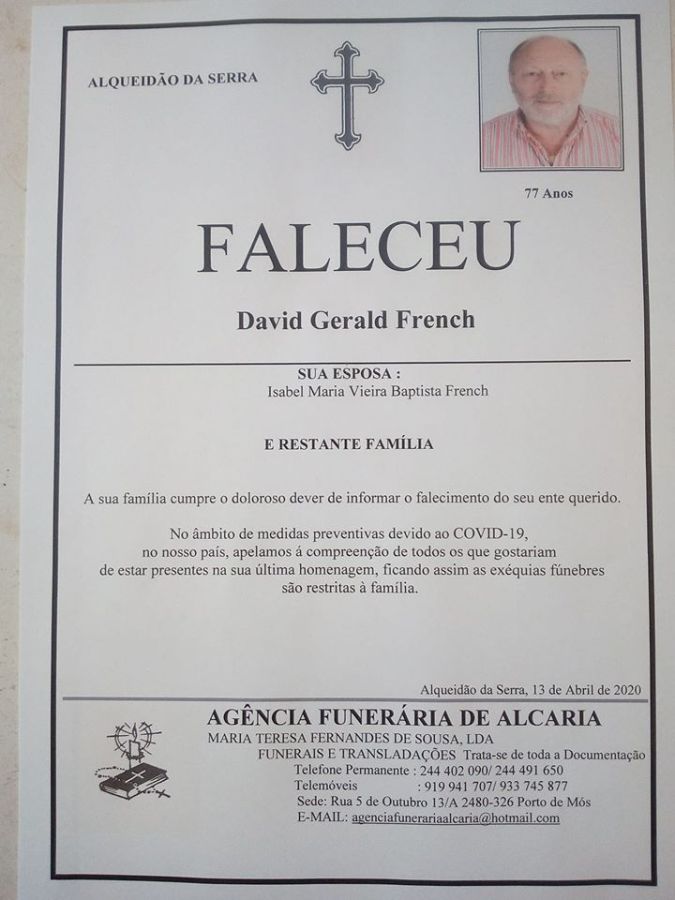 ALQUEIDÃO DA SERRA
77 Anos
FALECEU
David Gerald French
SUA ESPOSA :
Isabel Maria Vieira Baptista French
E RESTANTE FAMÍLIA
A sua família cumpre o doloroso dever de informar o falecimento do seu ente querido.
No âmbito de medidas preventivas devido ao COVID-19,
no nosso país, apelamos á compreenção de todos os que gostariam
de estar presentes na sua última homenagem, ficando assim as exéquias fúnebres
são restritas à família.
Alqueidão da Serra, 13 de Abril de 2020
AGÊNCIA FUNERÁRIA DE ALCARIA
MARIA TERESA FERNANDES DE SOUSA, LDA
FUNERAIS E TRANSLADAÇÕES Trata-se de toda a Documentação
Telefone Permanente : 244 402 090/ 244 491 650
Telemóveis : 919 941 707/ 933 745 877
Sede: Rua 5 de Outubro 13/A 2480-326 Porto de Mós
E-MAIL: agenciafunerariaalcaria@hotmail.com